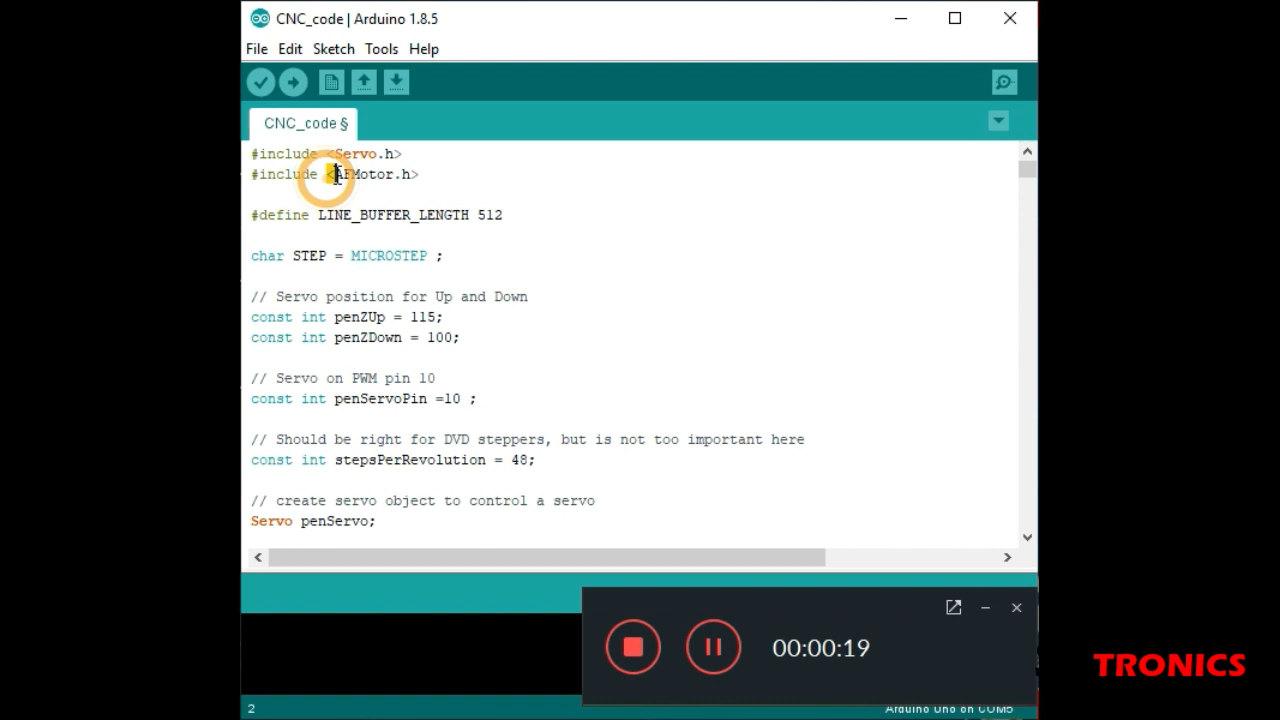 CNC_code | Arduino 1.8.5
File Edit Sketch Tools Help
CNC_code §
#include <Servo.h>
#include <AFMotor.h>
#define LINE_BUFFER_LENGTH 512
char STEP = MICROSTEP ;
// Servo position for Up and Down
const int penZUp = 115;
const int penZDown = 100;
// Servo on PWM pin 10
const int penServoPin =10 ;
// Should be right for DVD steppers, but is not too important here
const int stepsPerRevolution = 48;
// create servo object to control a servo
Servo penServo;
00:00:19
TRONICS
2
Arduino Uno on COM5